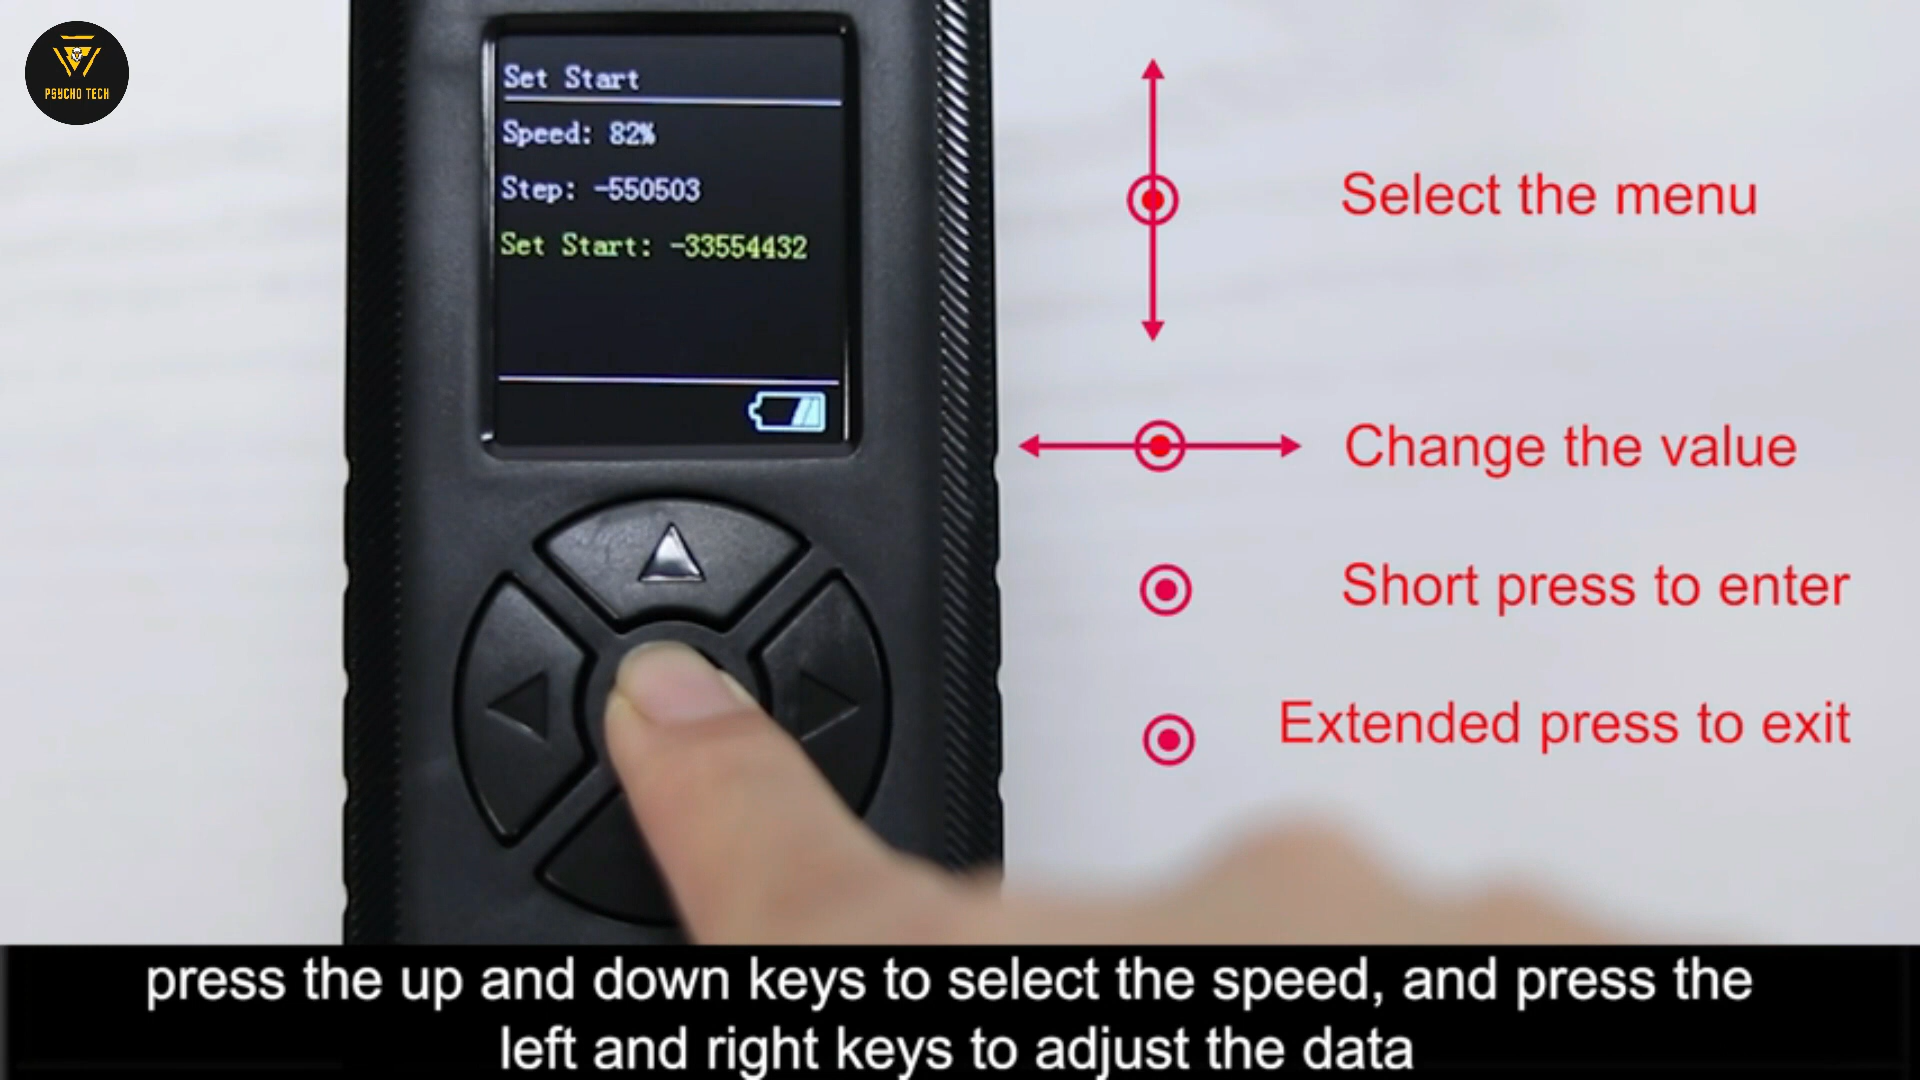 PSYCHO TECH
Set Start
Speed: 82%
Step: -550503
Set Start: -33554432
Select the menu
Change the value
Short press to enter
Extended press to exit
press the up and down keys to select the speed, and press the
left and right keys to adjust the data